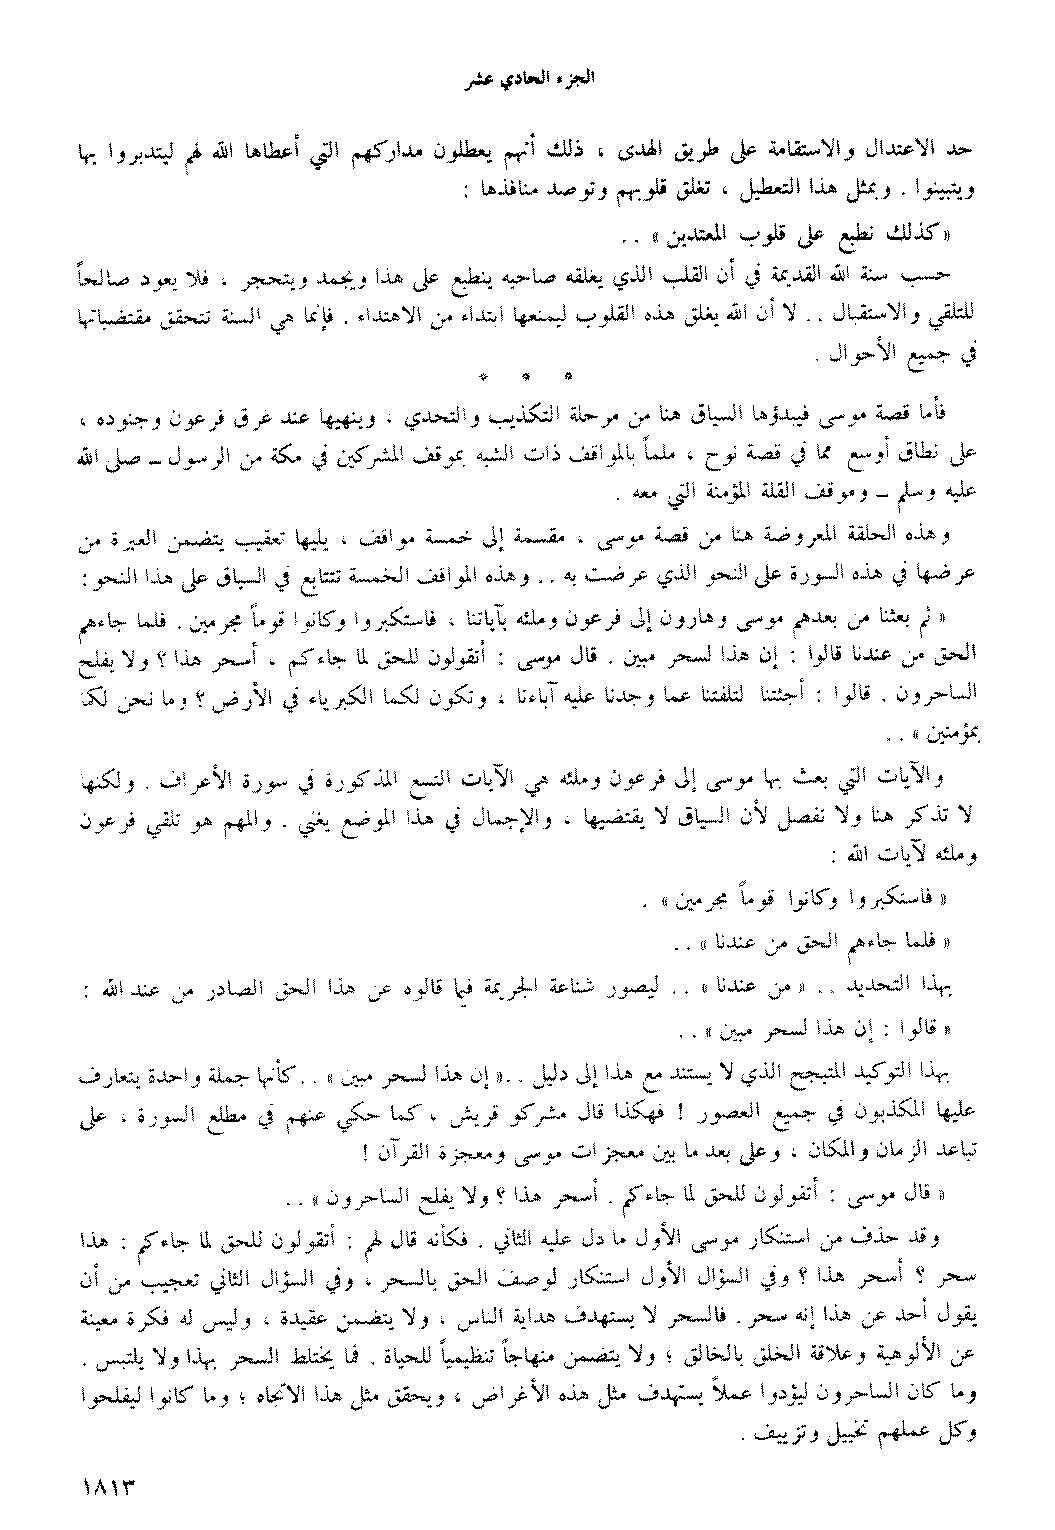 الجزء الحادي عشر
حد الاعتدال والاستقامة على طريق الهدى ، ذلك أنهم يعطلون مداركهم التي أعطاها الله لهم ليتدبروا بها
ويتبينوا . وبمثل هذا التعطيل ، تغلق قلوبهم وتوصد منافذها :
« كذلك نطبع على قلوب المعتدين » ..
حسب سنة الله القديمة في أن القلب الذي يغلقه صاحبه ينطبع على هذا ويجمد ويتحجر ، فلا يعود صالحاً
للتلقي والاستقبال .. لا أن الله يغلق هذه القلوب ليمنعها ابتداء من الاهتداء . فإنما هي السنة تتحقق مقتضياتها
في جميع الأحوال .
* * *
فأما قصة موسى فيبدؤها السياق هنا من مرحلة التكذيب والتحدي ، وينهيها عند غرق فرعون وجنوده ،
على نطاق أوسع مما في قصة نوح ، ملماً بالمواقف ذات الشبه بموقف المشركين في مكة من الرسول – صلى الله
عليه وسلم – وموقف القلة المؤمنة التي معه .
وهذه الحلقة المعروضة هنا من قصة موسى ، مقسمة إلى خمسة مواقف ، يليها تعقيب يتضمن العبرة من
عرضها في هذه السورة على النحو الذي عرضت به .. وهذه المواقف الخمسة تتتابع في السياق على هذا النحو :
« ثم بعثنا من بعدهم موسى وهارون إلى فرعون وملئه بآياتنا ، فاستكبروا وكانوا قوماً مجرمين . فلما جاءهم
الحق من عندنا قالوا : إن هذا لسحر مبين . قال موسى : أتقولون للحق لما جاءكم ، أسحر هذا ؟ ولا يفلح
الساحرون . قالوا : أجئتنا لتلفتنا عما وجدنا عليه آباءنا ، وتكون لكما الكبرياء في الأرض ؟ وما نحن لكما
بمؤمنين » ..
والآيات التي بعث بها موسى إلى فرعون وملئه هي الآيات التسع المذكورة في سورة الأعراف . ولكنها
لا تذكر هنا ولا تفصل لأن السياق لا يقتضيها ، والإجمال في هذا الموضع يغني . والمهم هو تلقي فرعون
وملئه لآيات الله :
« فاستكبروا وكانوا قوماً مجرمين » .
« فلما جاءهم الحق من عندنا » ..
بهذا التحديد .. « من عندنا » .. ليصور شناعة الجريمة فيما قالوه عن هذا الحق الصادر من عند الله :
« قالوا : إن هذا لسحر مبين » ..
بهذا التوكيد المتبجح الذي لا يستند مع هذا إلى دليل .. « إن هذا لسحر مبين » .. كأنها جملة واحدة يتعارف
عليها المكذبون في جميع العصور ! فهكذا قال مشركو قريش ، كما حكي عنهم في مطلع السورة ، على
تباعد الزمان والمكان ، وعلى بعد ما بين معجزات موسى ومعجزة القرآن !
« قال موسى : أتقولون للحق لما جاءكم . أسحر هذا ؟ ولا يفلح الساحرون » ..
وقد حذف من استنكار موسى الأول ما دل عليه الثاني . فكأنه قال لهم : أتقولون للحق لما جاءكم : هذا
سحر ؟ أسحر هذا ؟ وفي السؤال الأول استنكار لوصف الحق بالسحر ، وفي السؤال الثاني تعجيب من أن
يقول أحد عن هذا إنه سحر . فالسحر لا يستهدف هداية الناس ، ولا يتضمن عقيدة ، وليس له فكرة معينة
عن الألوهية وعلاقة الخلق بالخالق ؛ ولا يتضمن منهاجاً تنظيمياً للحياة . فما يختلط السحر بهذا ولا يلتبس .
وما كان الساحرون ليؤدوا عملاً يستهدف مثل هذه الأغراض ، ويحقق مثل هذا الاتجاه ؛ وما كانوا ليفلحوا
وكل عملهم تخييل وتزييف .
١٨١٣